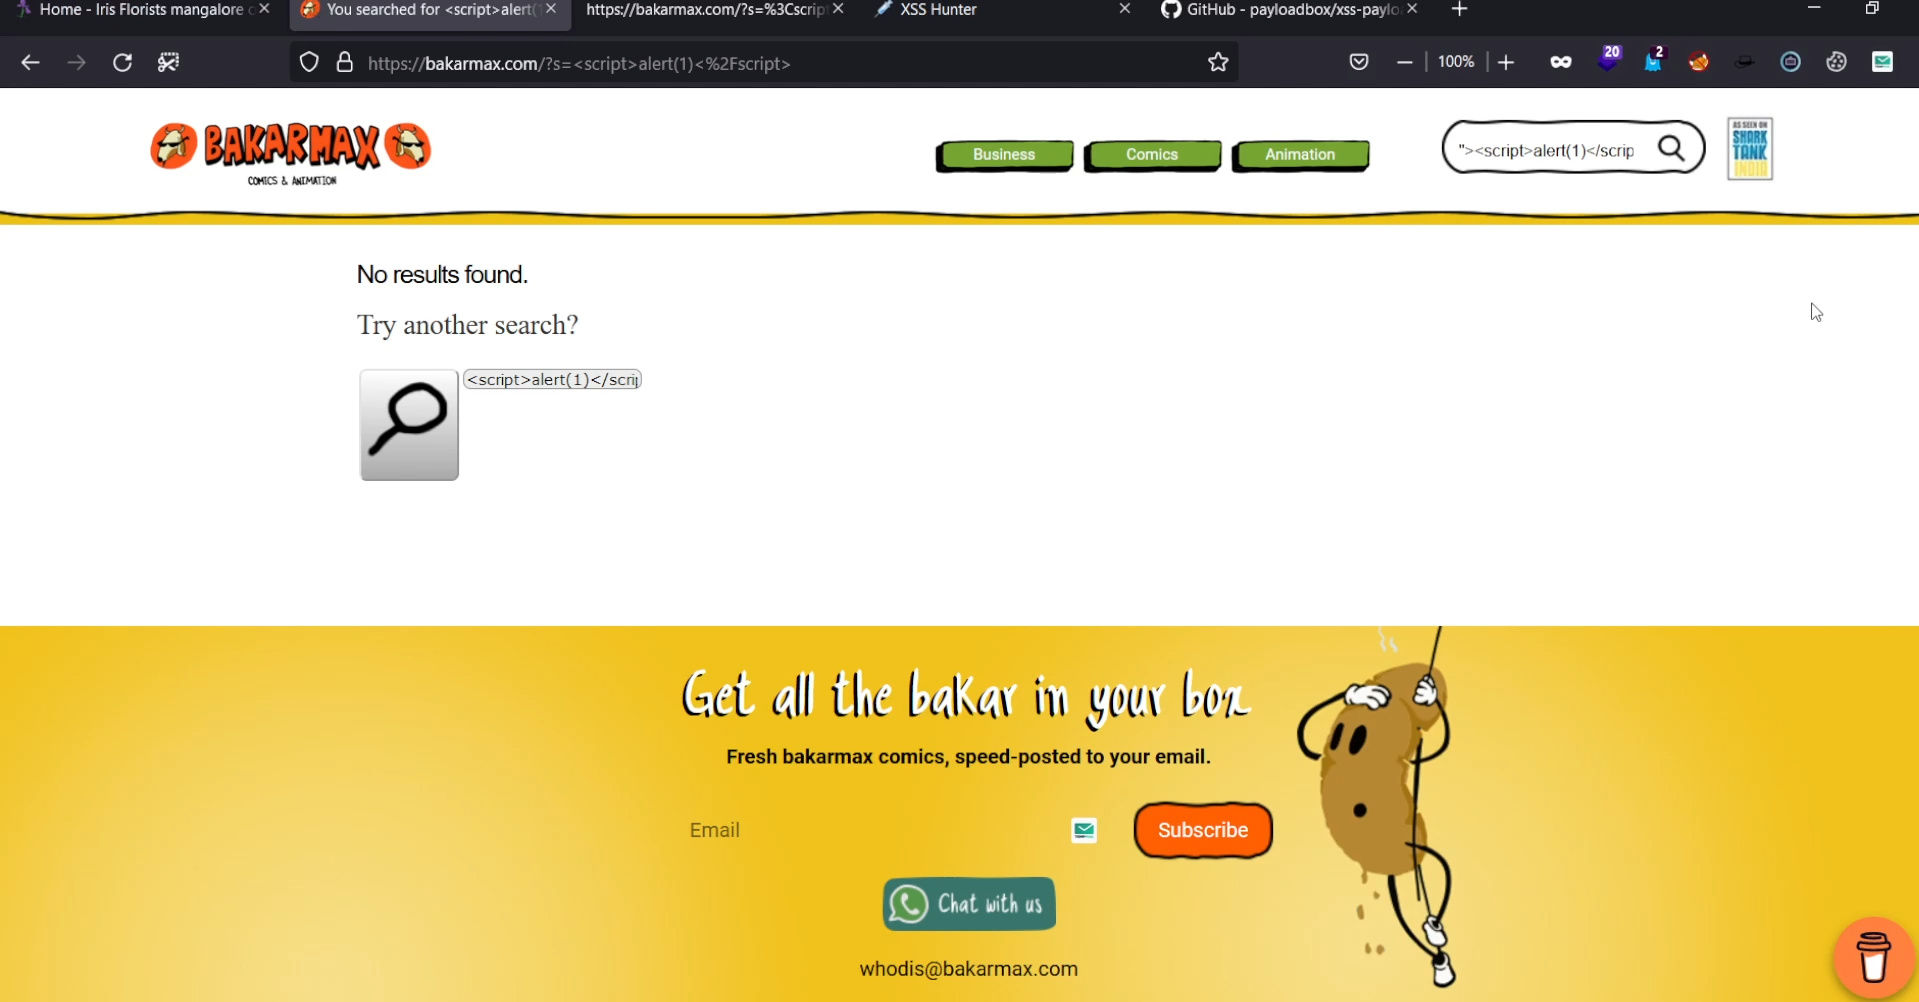 Home - Iris Florists mangalore
You searched for <script>alert(
https://bakarmax.com/?s=%3Cscrip
XSS Hunter
GitHub - payloadbox/xss-paylo
https://bakarmax.com/?s=<script>alert(1)<%2Fscript>
100%
20
2
BAKARMAX
COMICS & ANIMATION
Business
Comics
Animation
"><script>alert(1)</scrip
AS SEEN ON
SHARK
TANK
INDIA
No results found.
Try another search?
<script>alert(1)</scrip
Get all the bakar in your box
Fresh bakarmax comics, speed-posted to your email.
Email
Subscribe
Chat with us
whodis@bakarmax.com